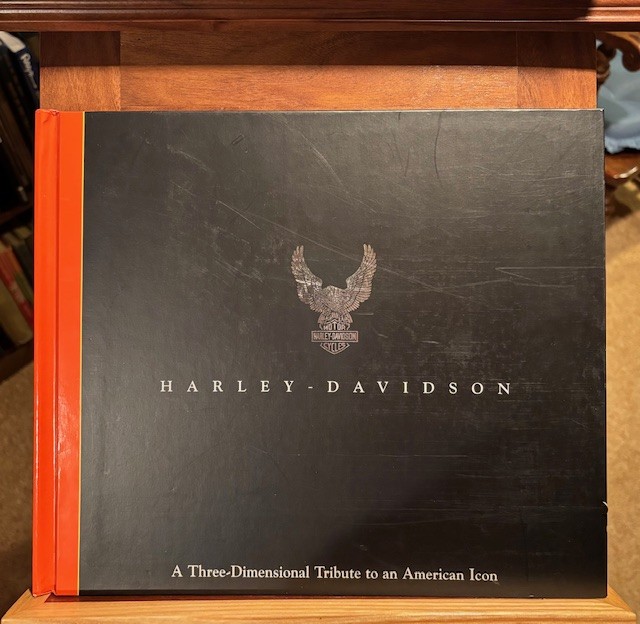 MOTOR
HARLEY-DAVIDSON
CYCLES
HARLEY-DAVIDSON
A Three-Dimensional Tribute to an American Icon